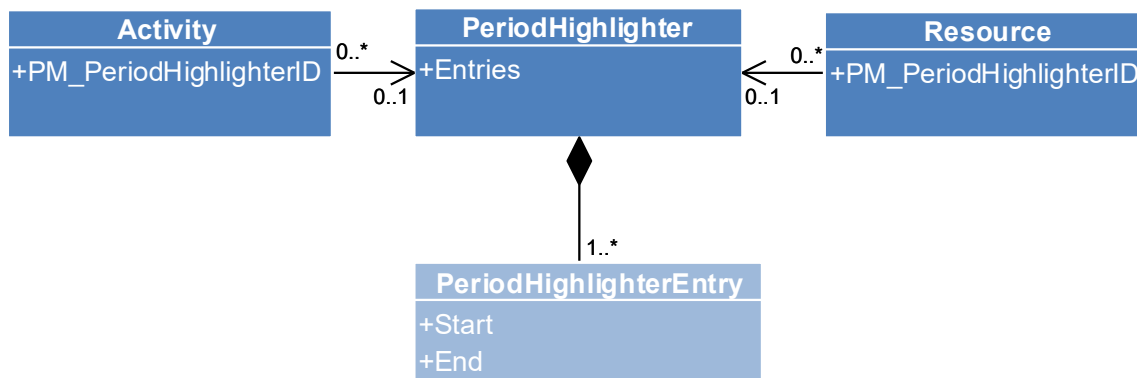 Activity
+PM_PeriodHighlighterID
0..*
0..1
PeriodHighlighter
+Entries
Resource
+PM_PeriodHighlighterID
0..*
0..1
1..*
PeriodHighlighterEntry
+Start
+End